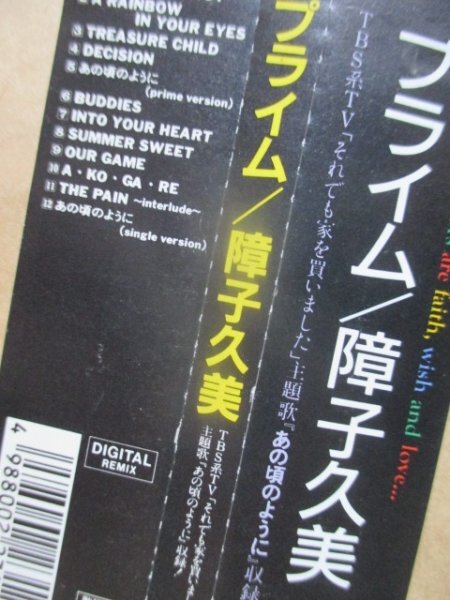 A RAINBOW
IN YOUR EYES
3 TREASURE CHILD
4 DECISION
5 あの頃のように
(prime version)
6 BUDDIES
7 INTO YOUR HEART
8 SUMMER SWEET
9 OUR GAME
10 A・KO・GA・RE
11 THE PAIN ~interlude~
12 あの頃のように
(single version)
DIGITAL
REMIX
4 988002
プライム/障子久美
TBS系TV「それでも家を買いました」
主題歌『あの頃のように』収録!
TBS系TV「それでも家を買いました」主題歌『あの頃のように』収録
プライム/障子久美
are faith, wish and love...